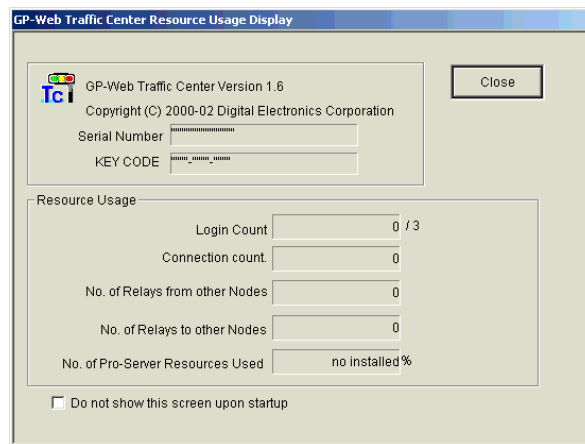 GP-Web Traffic Center Resource Usage Display
Tc
GP-Web Traffic Center Version 1.6
Close
Copyright (C) 2000-02 Digital Electronics Corporation
Serial Number
KEY CODE
Resource Usage
Login Count 0 / 3
Connection count. 0
No. of Relays from other Nodes 0
No. of Relays to other Nodes 0
No. of Pro-Server Resources Used no installed %
Do not show this screen upon startup